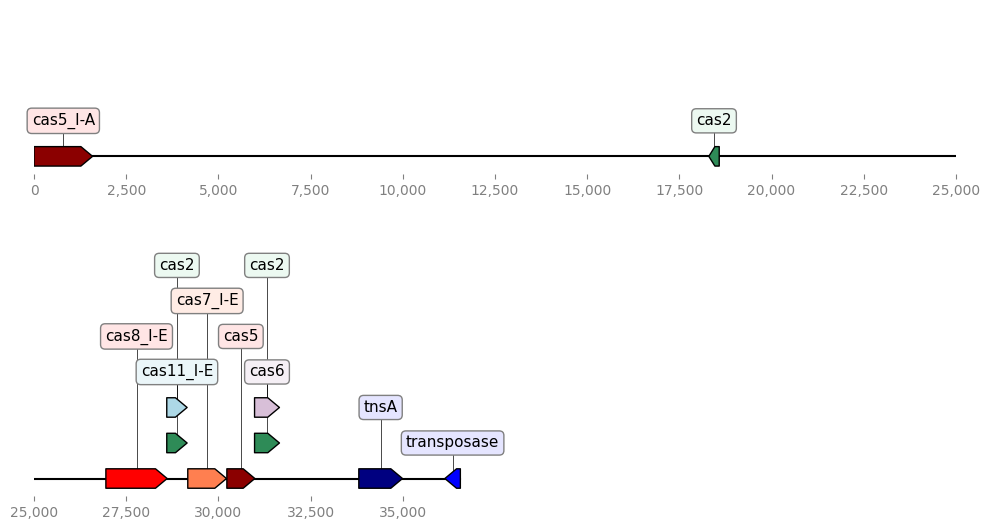 cas5_I-A cas2
0 2,500 5,000 7,500 10,000 12,500 15,000 17,500 20,000 22,500 25,000
cas2 cas2
cas7_I-E
cas8_I-E cas5
cas11_I-E cas6
tnsA
transposase
25,000 27,500 30,000 32,500 35,000